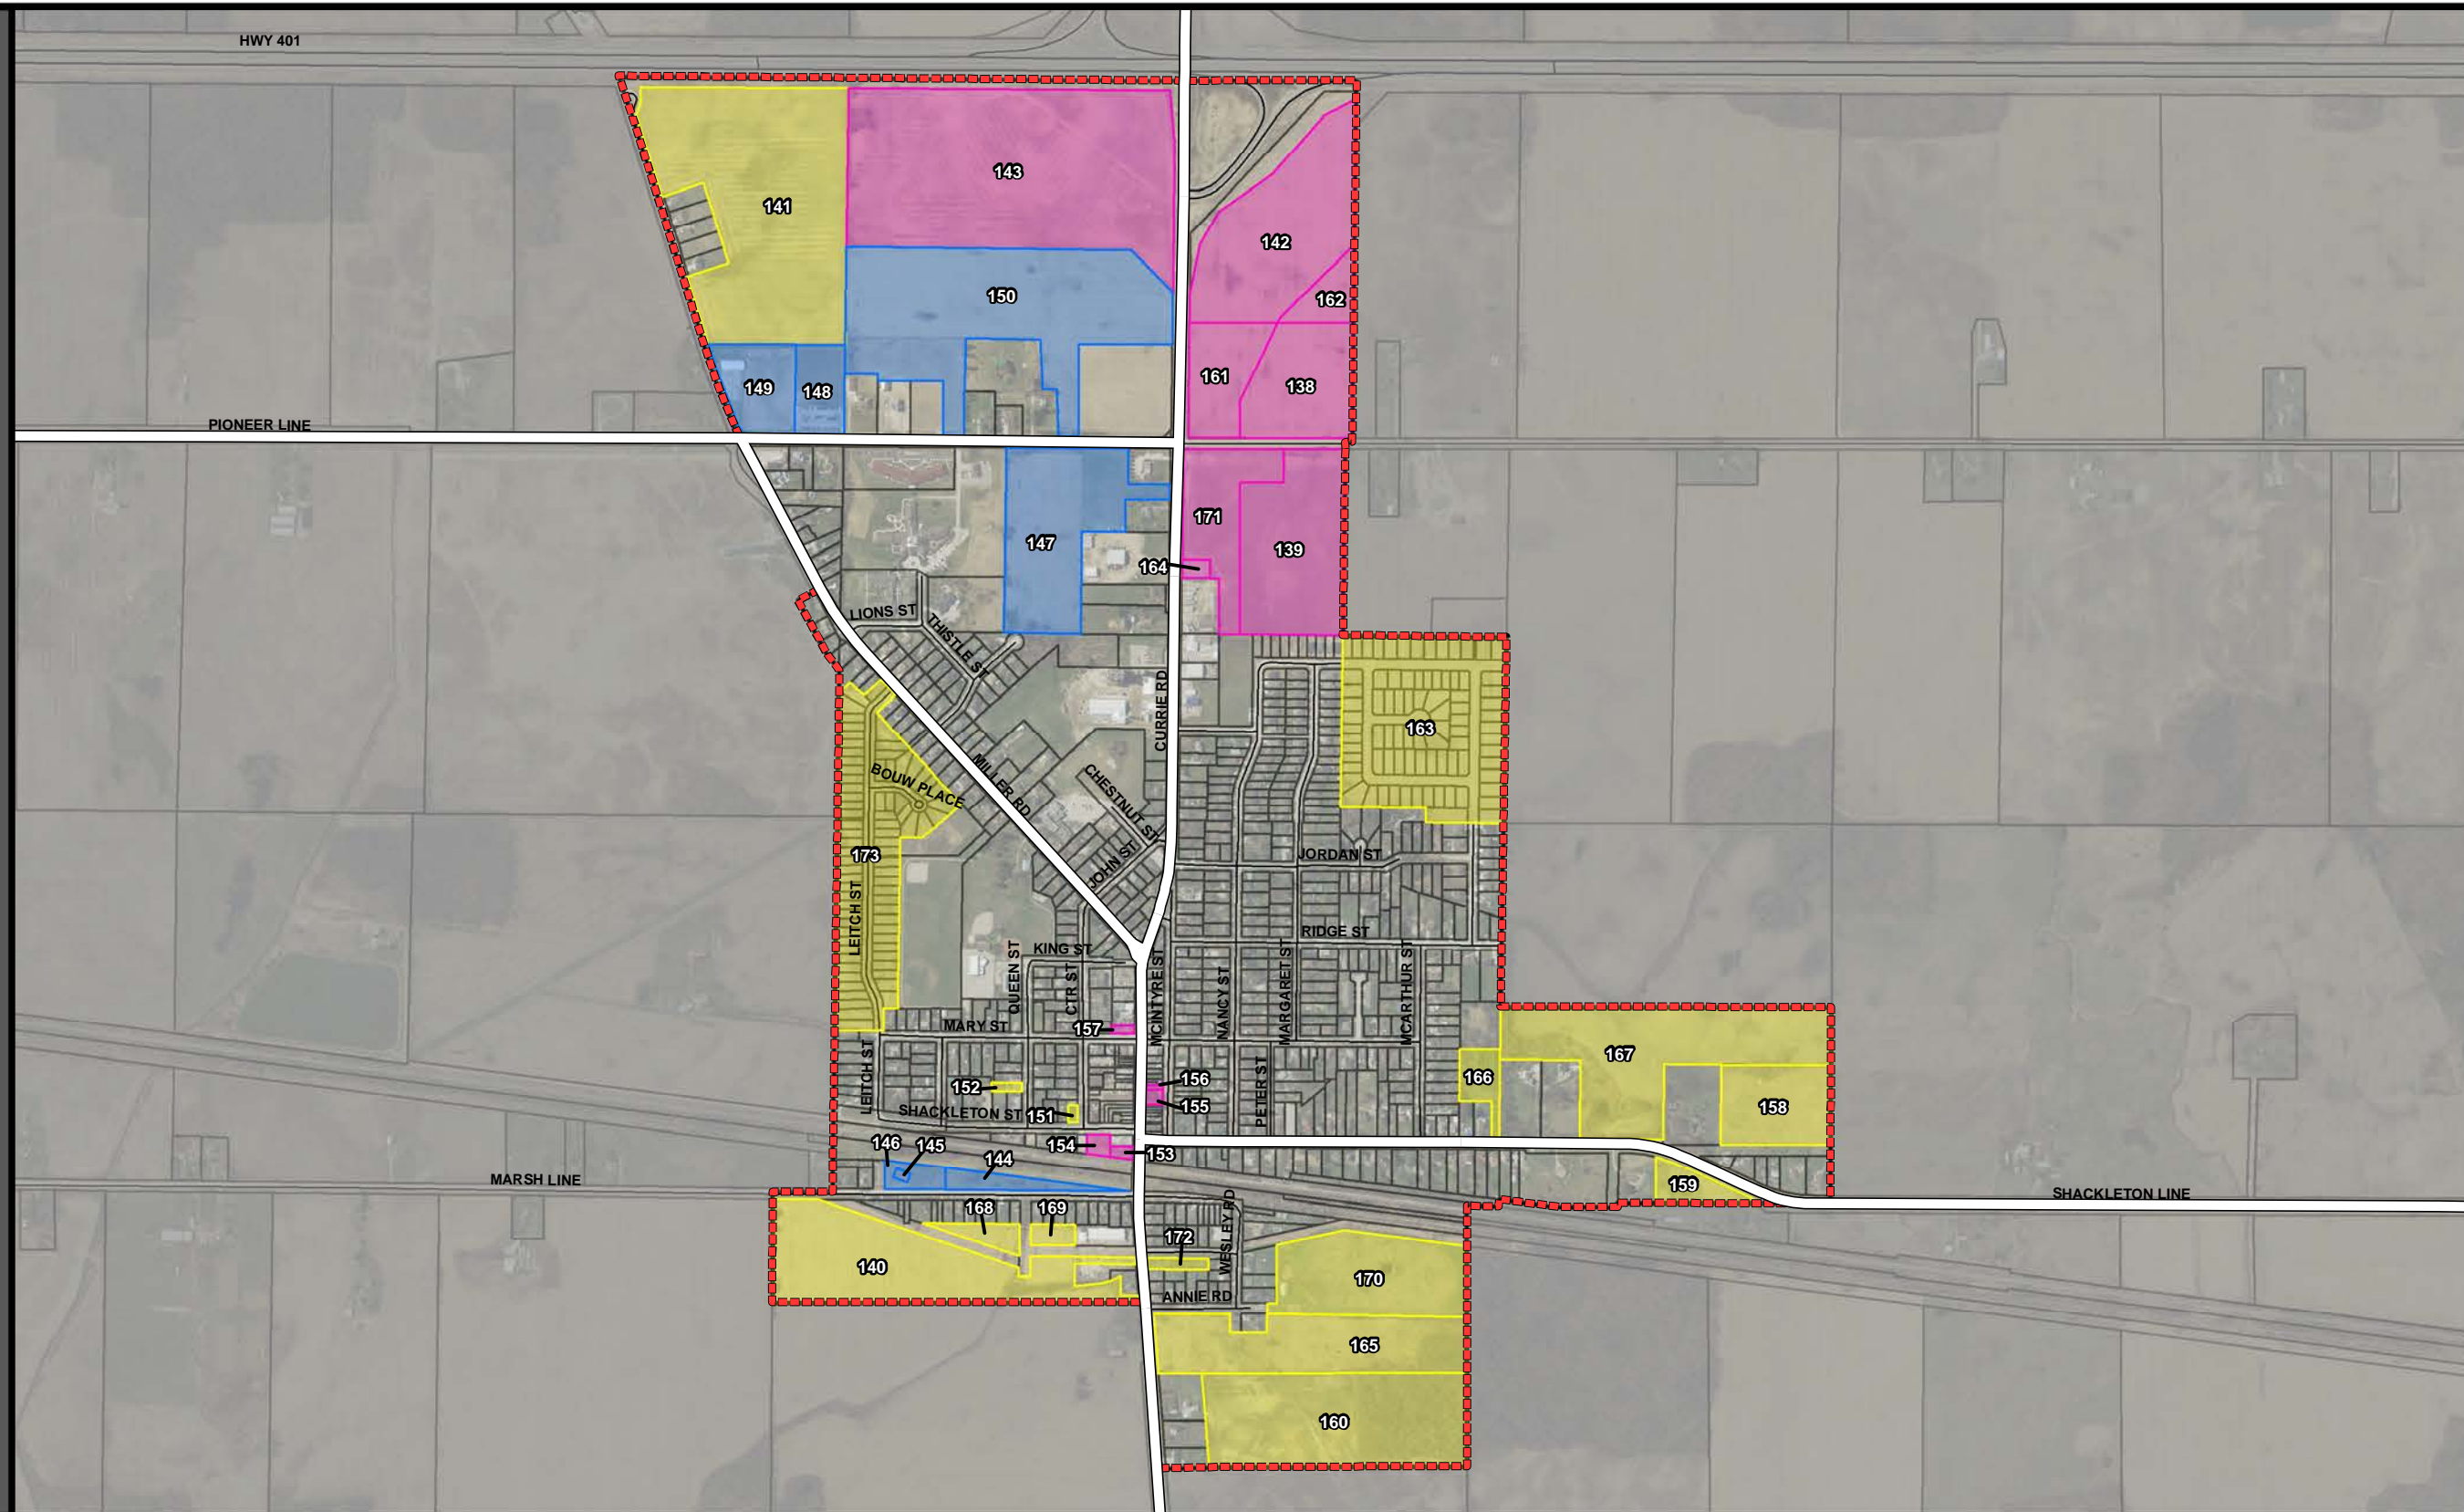 HWY 401
143
141
142
150
162
161
138
149
148
PIONEER LINE
171
147
139
164
LIONS ST
THISTLE ST
CURRIE RD
163
BOUW PLACE
MILLER RD
CHESTNUT ST
JOHN ST
JORDAN ST
173
LEITCH ST
RIDGE ST
KING ST
QUEEN ST
CTR ST
MCINTYRE ST
NANCY ST
MARGARET ST
MCARTHUR ST
MARY ST
157
167
LEITCH ST
152
156
166
SHACKLETON ST
151
155
PETER ST
158
146
145
154
153
144
MARSH LINE
159
SHACKLETON LINE
168
169
WESLEY RD
172
140
170
ANNIE RD
165
160